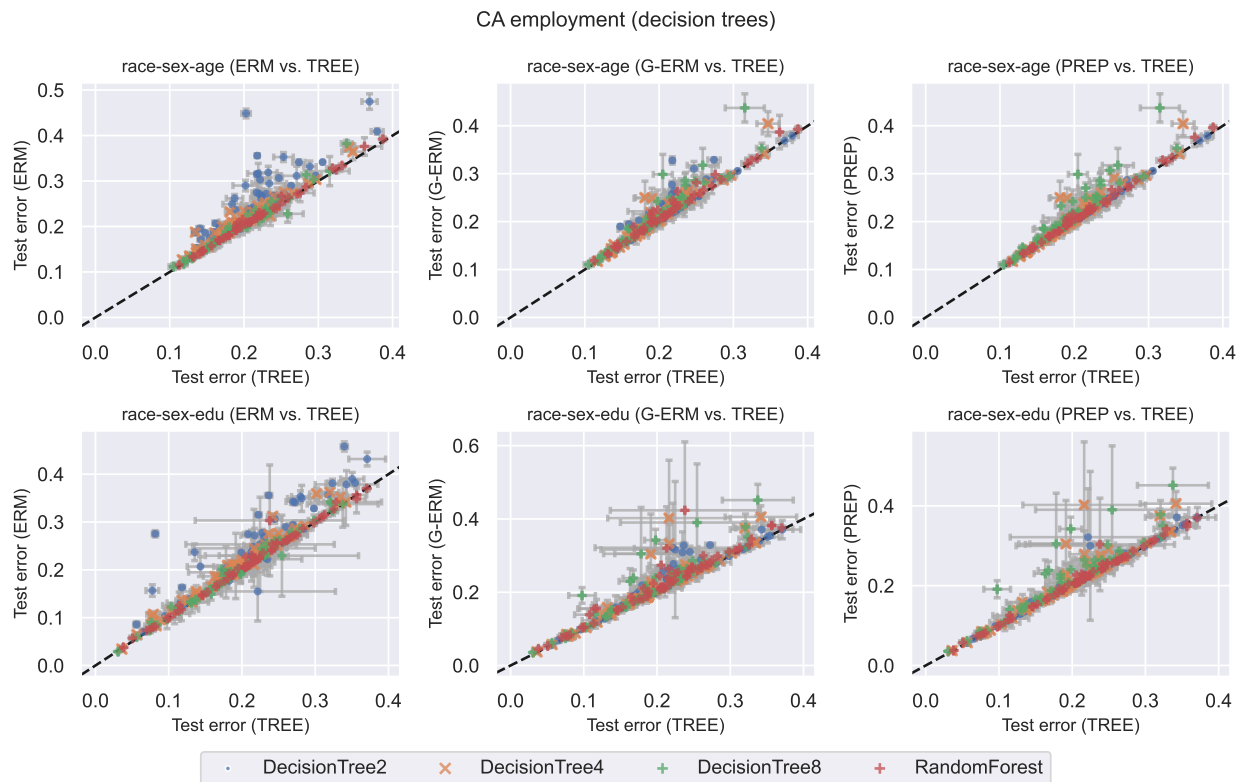 CA employment (decision trees)
race-sex-age (ERM vs. TREE)
0.5
0.4
0.3
0.2
0.1
0.0
Test error (ERM)
0.0 0.1 0.2 0.3 0.4
Test error (TREE)
race-sex-age (G-ERM vs. TREE)
0.4
0.3
0.2
0.1
0.0
Test error (G-ERM)
0.0 0.1 0.2 0.3 0.4
Test error (TREE)
race-sex-age (PREP vs. TREE)
0.4
0.3
0.2
0.1
0.0
Test error (PREP)
0.0 0.1 0.2 0.3 0.4
Test error (TREE)
race-sex-edu (ERM vs. TREE)
0.4
0.3
0.2
0.1
0.0
Test error (ERM)
0.0 0.1 0.2 0.3 0.4
Test error (TREE)
race-sex-edu (G-ERM vs. TREE)
0.6
0.4
0.2
0.0
Test error (G-ERM)
0.0 0.1 0.2 0.3 0.4
Test error (TREE)
race-sex-edu (PREP vs. TREE)
0.4
0.2
0.0
Test error (PREP)
0.0 0.1 0.2 0.3 0.4
Test error (TREE)
DecisionTree2 DecisionTree4 DecisionTree8 RandomForest